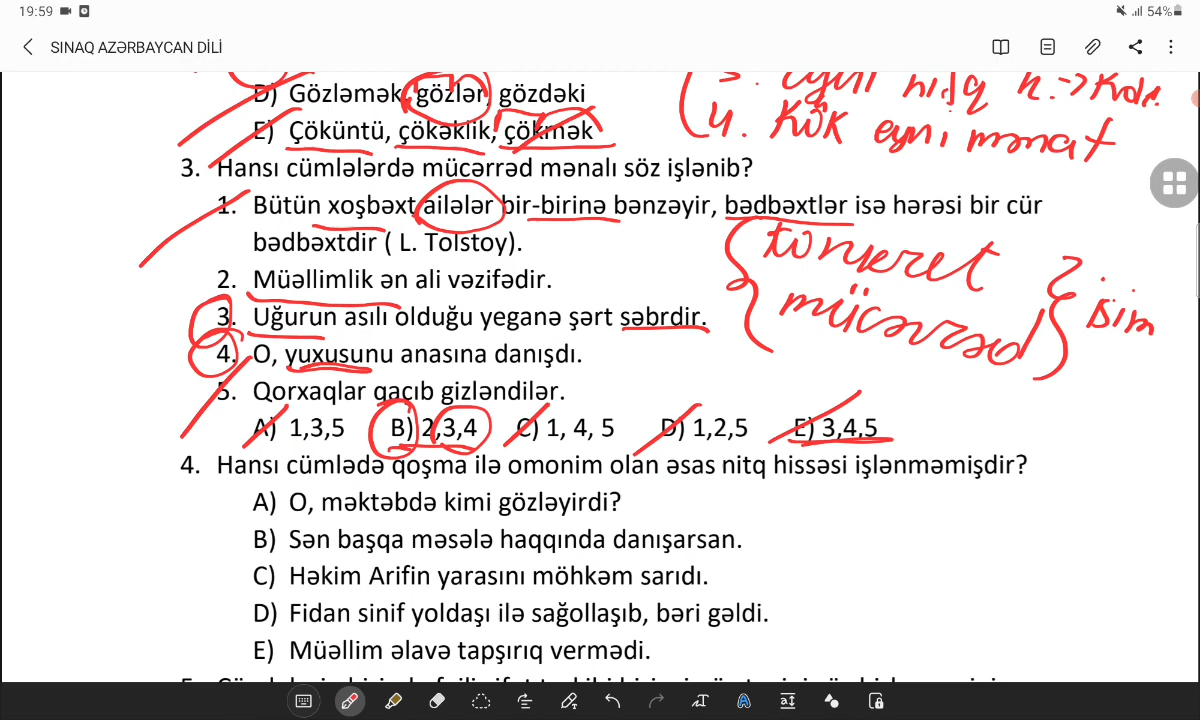 19:59
54%
SINAQ AZƏRBAYCAN DİLİ
D) Gözləmək, gözlər, gözdəki
E) Çöküntü, çökəklik, çökmək
4. Kök eyni mənat
3. Hansı cümlələrdə mücərrəd mənalı söz işlənib?
1. Bütün xoşbəxt ailələr bir-birinə bənzəyir, bədbəxtlər isə hərəsi bir cür
bədbəxtdir ( L. Tolstoy).
2. Müəllimlik ən ali vəzifədir.
3. Uğurun asılı olduğu yeganə şərt səbrdir.
4. O, yuxusunu anasına danışdı.
5. Qorxaqlar qaçıb gizləndilər.
konkret
mücərrəd
isim
A) 1,3,5 B) 2,3,4 C) 1, 4, 5 D) 1,2,5 E) 3,4,5
4. Hansı cümlədə qoşma ilə omonim olan əsas nitq hissəsi işlənməmişdir?
A) O, məktəbdə kimi gözləyirdi?
B) Sən başqa məsələ haqqında danışarsan.
C) Həkim Arifin yarasını möhkəm sarıdı.
D) Fidan sinif yoldaşı ilə sağollaşıb, bəri gəldi.
E) Müəllim əlavə tapşırıq vermədi.